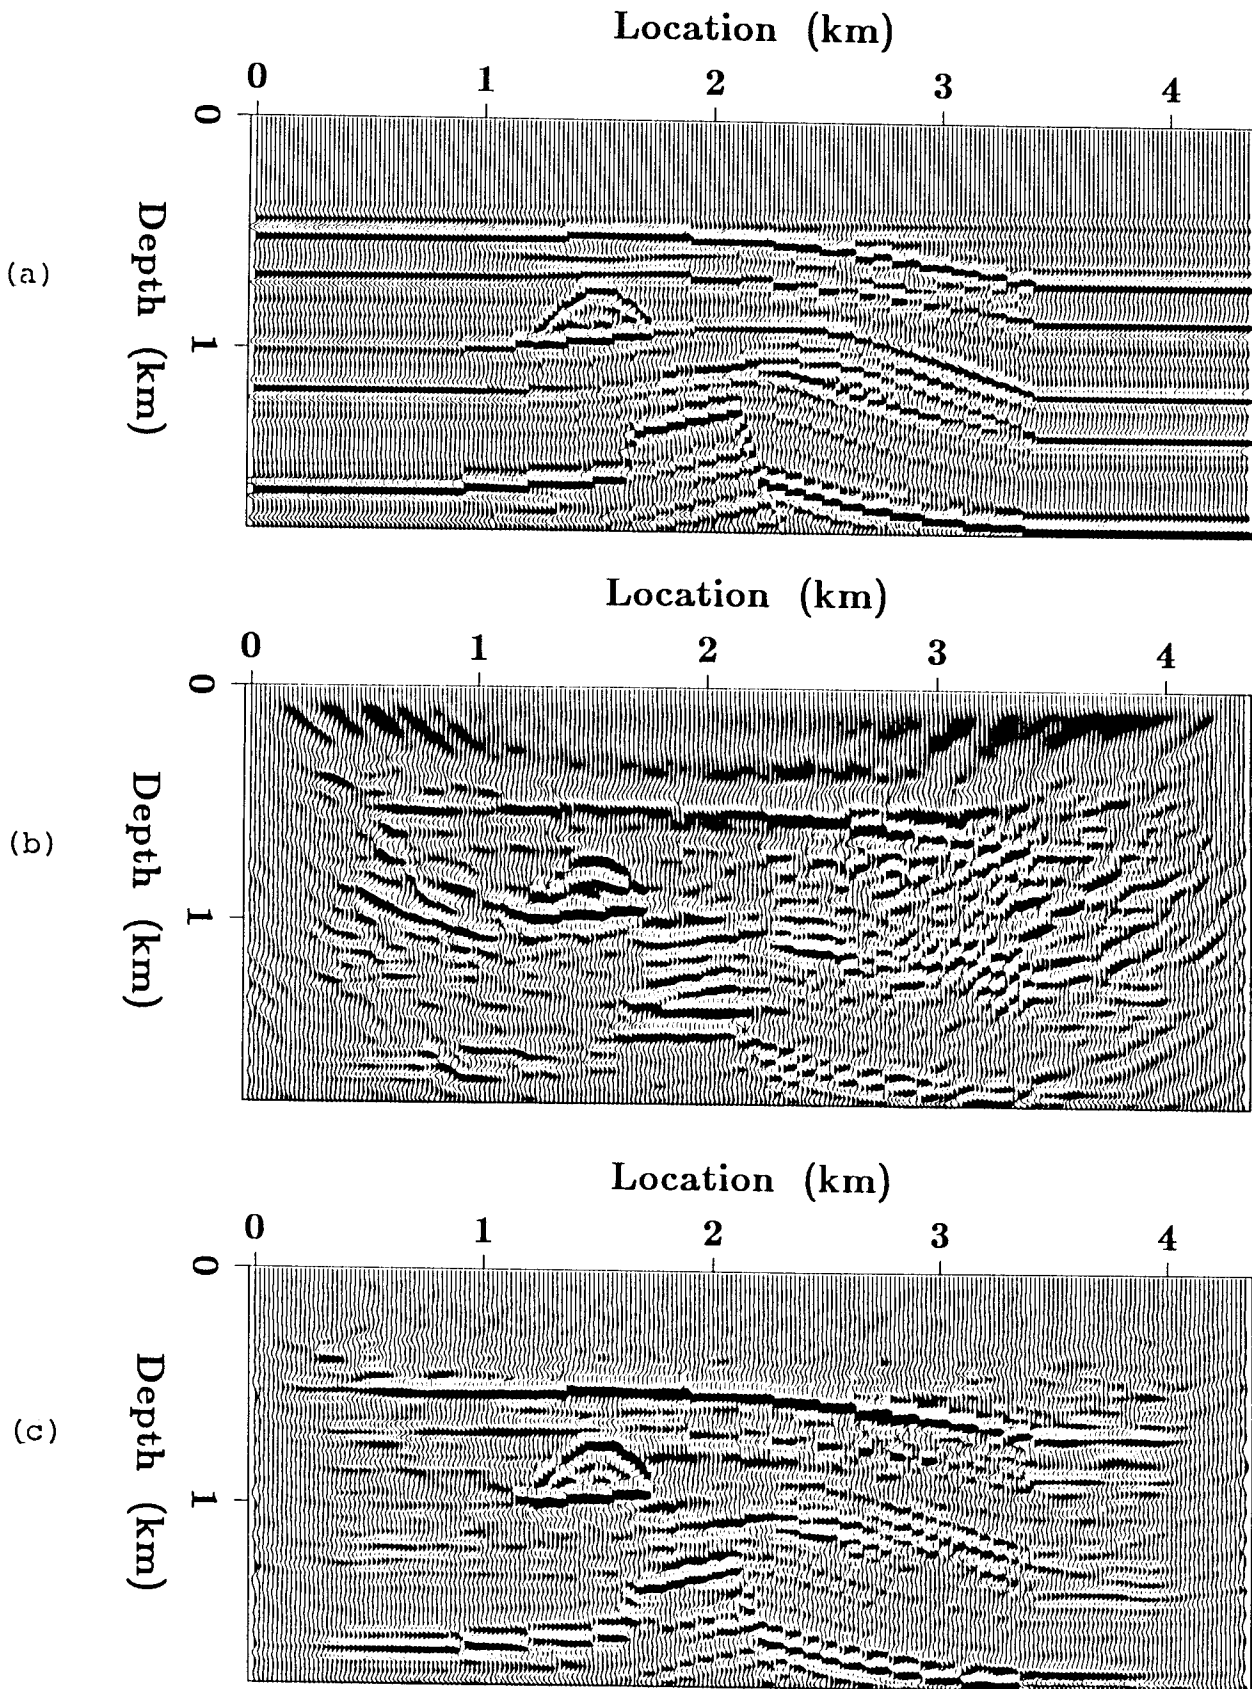 Location (km)
0 1 2 3 4
0
1
Depth (km)
(a)
Location (km)
0 1 2 3 4
0
1
Depth (km)
(b)
Location (km)
0 1 2 3 4
0
1
Depth (km)
(c)